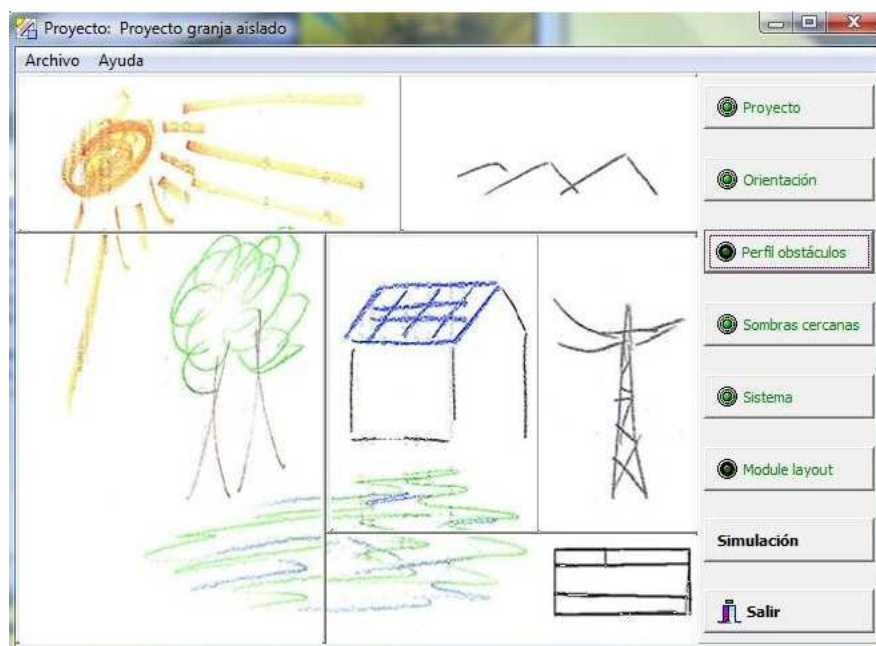 Proyecto: Proyecto granja aislado
Archivo Ayuda
Proyecto
Orientación
Perfil obstáculos
Sombras cercanas
Sistema
Module layout
Simulación
Salir